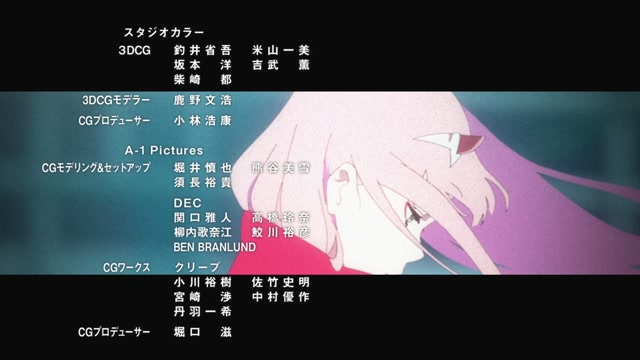 スタジオカラー
3DCG 釣井省吾 米山一美
坂本 洋 吉武 薫
柴崎 都
3DCGモデラー 鹿野文浩
CGプロデューサー 小林浩康
A-1 Pictures
CGモデリング&セットアップ 堀井慎也 熊谷美雪
須長裕貴
DEC
関口雅人 高橋玲奈
柳内歌奈江 鮫川裕彦
BEN BRANLUND
CGワークス クリープ
小川裕樹 佐竹史明
宮崎 渉 中村優作
丹羽一希
CGプロデューサー 堀口 滋